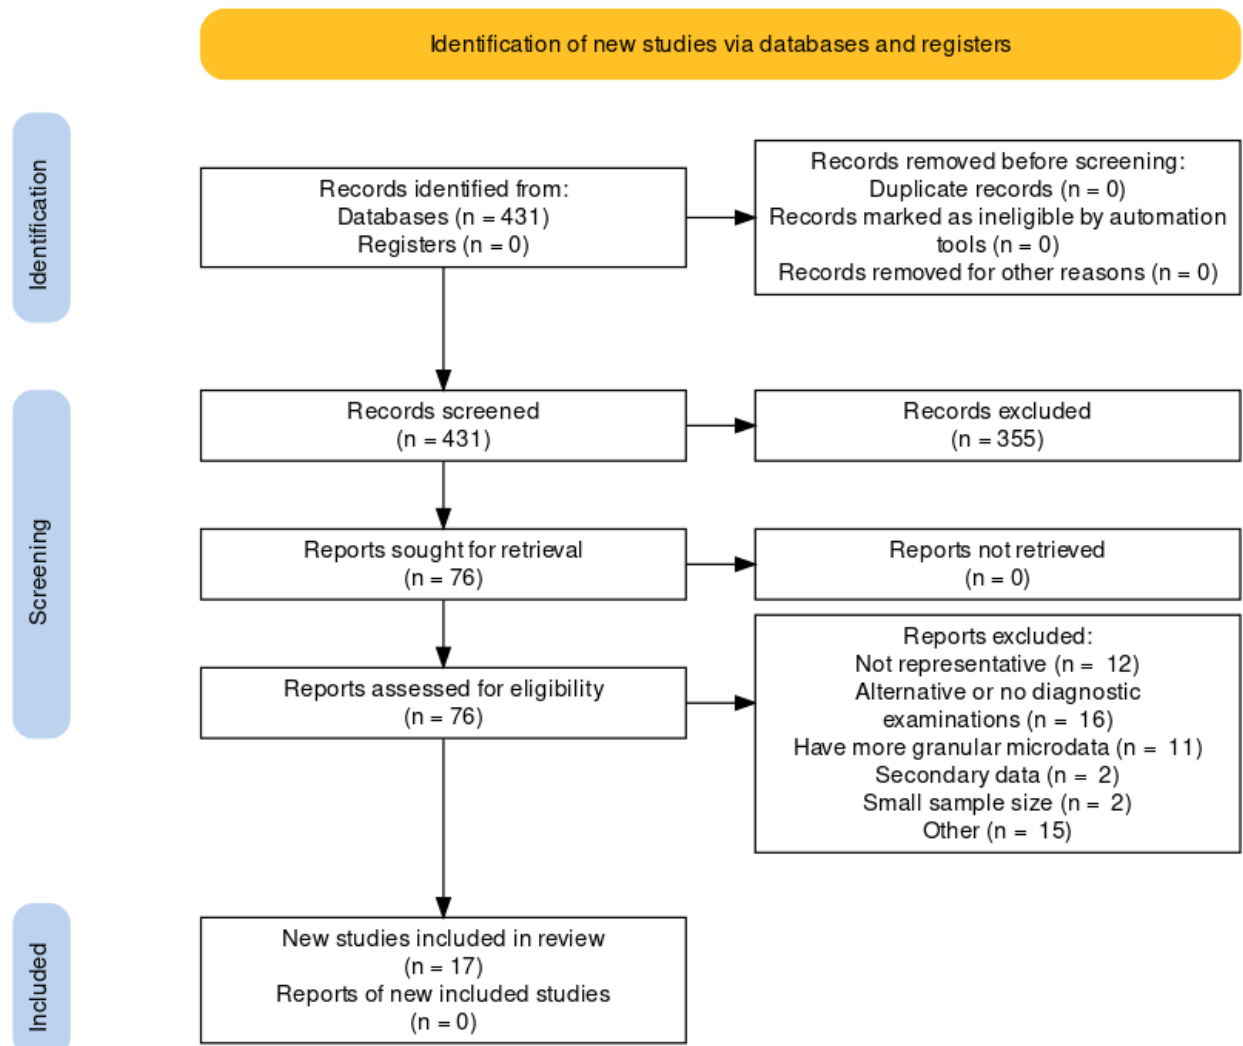 Identification of new studies via databases and registers
Identification
Records identified from:
Databases (n = 431)
Registers (n = 0)
Records removed before screening:
Duplicate records (n = 0)
Records marked as ineligible by automation
tools (n = 0)
Records removed for other reasons (n = 0)
Screening
Records screened
(n = 431)
Records excluded
(n = 355)
Reports sought for retrieval
(n = 76)
Reports not retrieved
(n = 0)
Reports assessed for eligibility
(n = 76)
Reports excluded:
Not representative (n =  12)
Alternative or no diagnostic
examinations (n =  16)
Have more granular microdata (n =  11)
Secondary data (n =  2)
Small sample size (n =  2)
Other (n =  15)
Included
New studies included in review
(n = 17)
Reports of new included studies
(n = 0)